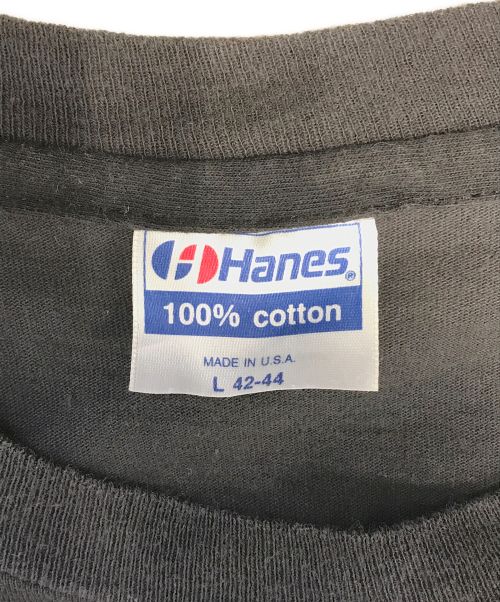 Hanes®
100% cotton
MADE IN U.S.A.
L 42-44